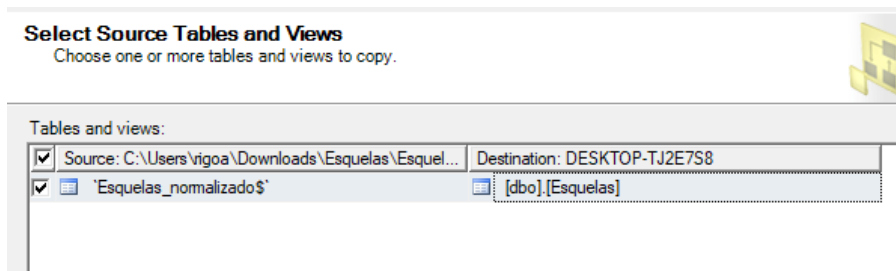 Select Source Tables and Views
Choose one or more tables and views to copy.
Tables and views:
Source: C:\Users\rigoa\Downloads\Esquelas\Esquel... Destination: DESKTOP-TJ2E7S8
`Esquelas_normalizado$` [dbo].[Esquelas]